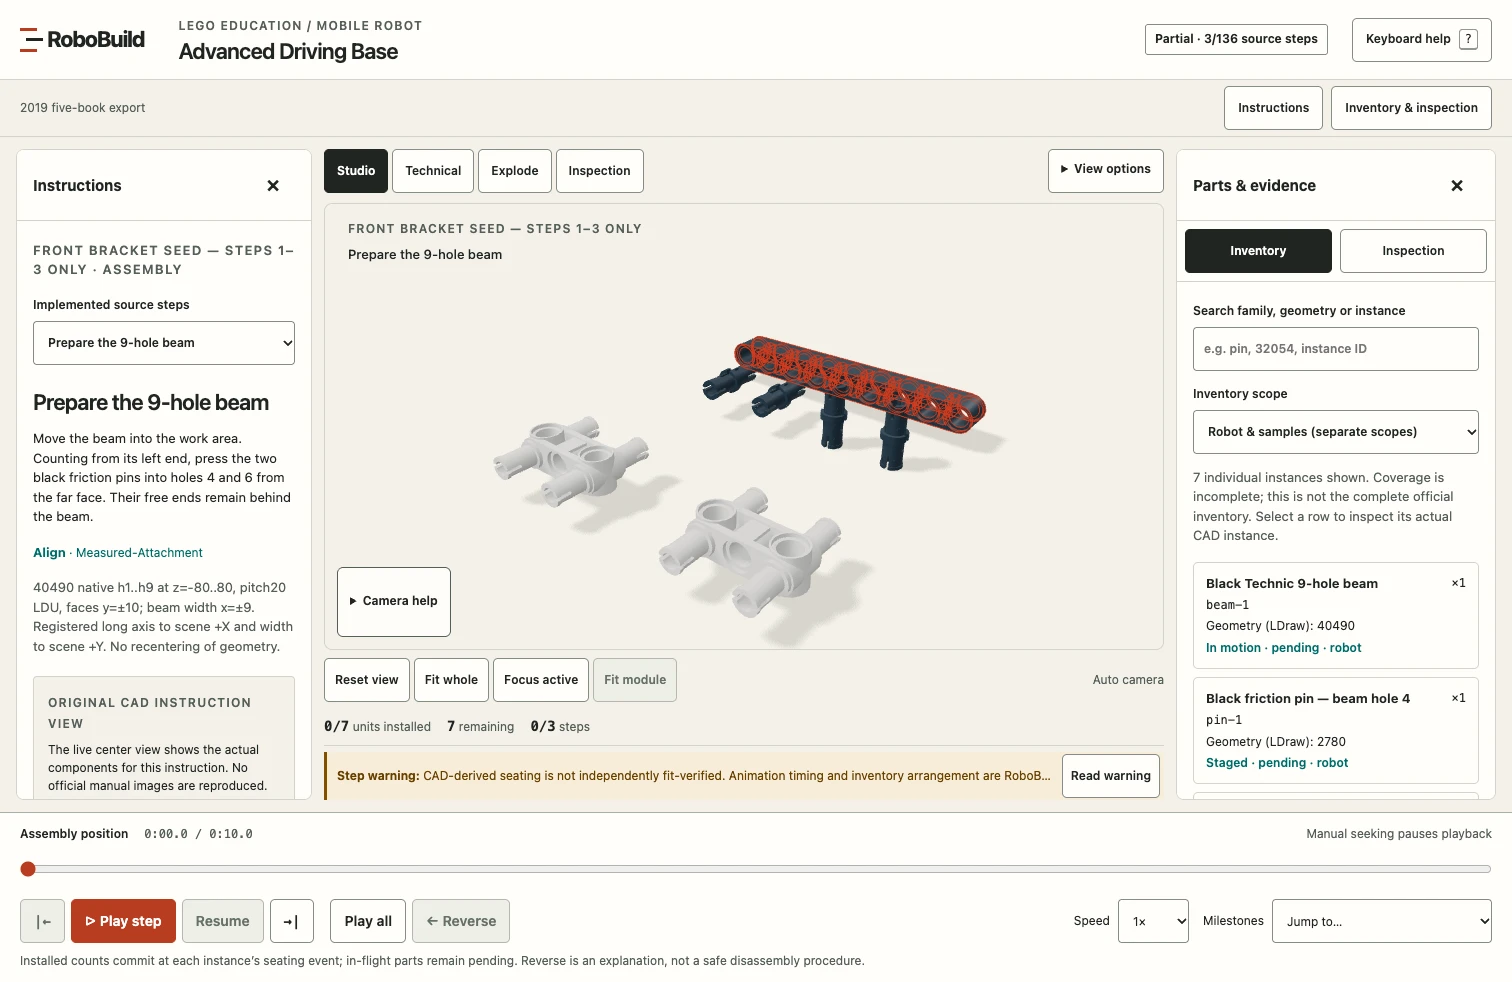 RoboBuild
LEGO EDUCATION / MOBILE ROBOT
Advanced Driving Base
Partial · 3/136 source steps
Keyboard help ?
2019 five-book export
Instructions
Inventory & inspection
Instructions
×
FRONT BRACKET SEED — STEPS 1–
3 ONLY · ASSEMBLY
Implemented source steps
Prepare the 9-hole beam
Prepare the 9-hole beam
Move the beam into the work area.
Counting from its left end, press the two
black friction pins into holes 4 and 6 from
the far face. Their free ends remain behind
the beam.
Align · Measured-Attachment
40490 native h1..h9 at z=-80..80, pitch20
LDU, faces y=±10; beam width x=±9.
Registered long axis to scene +X and width
to scene +Y. No recentering of geometry.
ORIGINAL CAD INSTRUCTION
VIEW
The live center view shows the actual
components for this instruction. No
official manual images are reproduced.
Studio
Technical
Explode
Inspection
View options
FRONT BRACKET SEED — STEPS 1–3 ONLY
Prepare the 9-hole beam
Camera help
Reset view
Fit whole
Focus active
Fit module
Auto camera
0/7 units installed 7 remaining 0/3 steps
Step warning: CAD-derived seating is not independently fit-verified. Animation timing and inventory arrangement are RoboB...
Read warning
Parts & evidence
×
Inventory
Inspection
Search family, geometry or instance
e.g. pin, 32054, instance ID
Inventory scope
Robot & samples (separate scopes)
7 individual instances shown. Coverage is
incomplete; this is not the complete official
inventory. Select a row to inspect its actual
CAD instance.
Black Technic 9-hole beam ×1
beam-1
Geometry (LDraw): 40490
In motion · pending · robot
Black friction pin — beam hole 4 ×1
pin-1
Geometry (LDraw): 2780
Staged · pending · robot
Assembly position 0:00.0 / 0:10.0
Manual seeking pauses playback
|←
▷ Play step
Resume
→|
Play all
← Reverse
Speed 1×
Milestones Jump to...
Installed counts commit at each instance's seating event; in-flight parts remain pending. Reverse is an explanation, not a safe disassembly procedure.